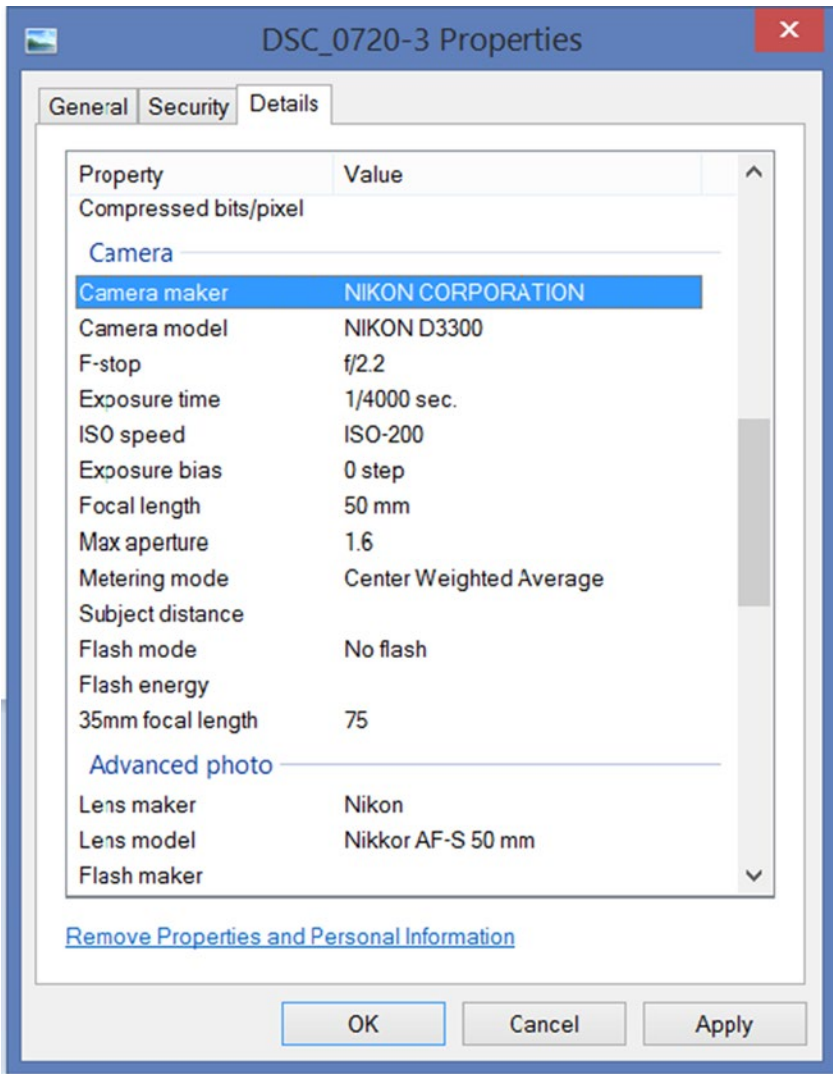 DSC_0720-3 Properties
General Security Details
Property Value
Compressed bits/pixel
Camera
Camera maker NIKON CORPORATION
Camera model NIKON D3300
F-stop f/2.2
Exposure time 1/4000 sec.
ISO speed ISO-200
Exposure bias 0 step
Focal length 50 mm
Max aperture 1.6
Metering mode Center Weighted Average
Subject distance
Flash mode No flash
Flash energy
35mm focal length 75
Advanced photo
Lens maker Nikon
Lens model Nikkor AF-S 50 mm
Flash maker
Remove Properties and Personal Information
OK Cancel Apply